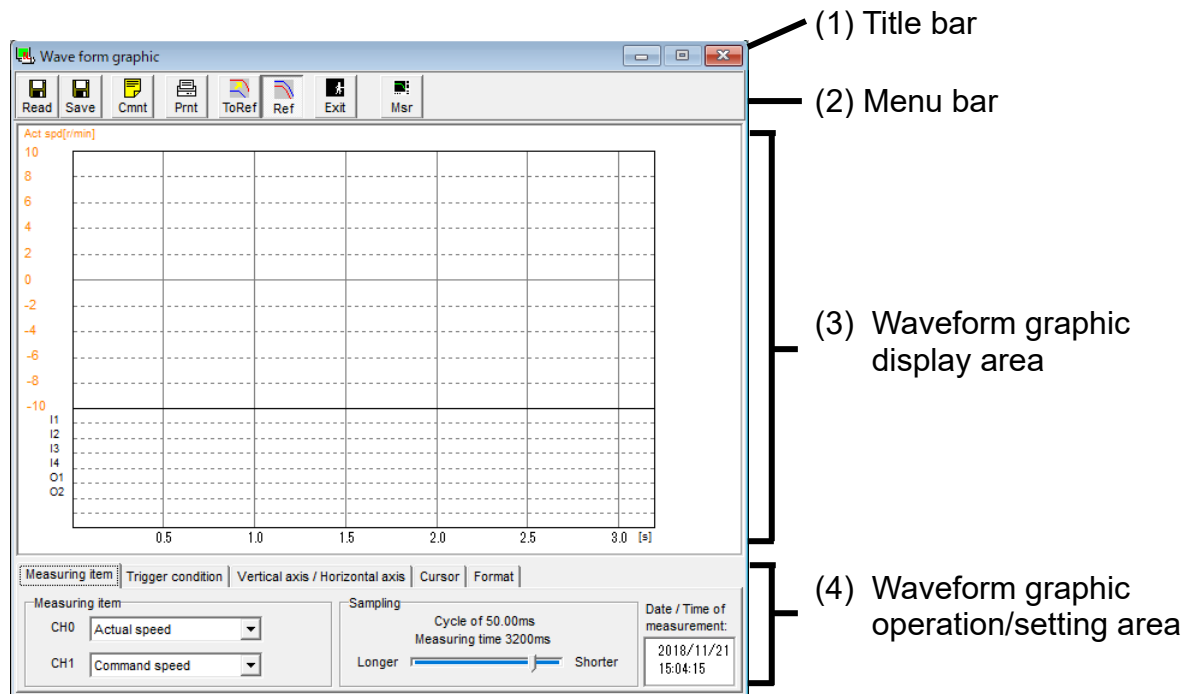 (1) Title bar
Wave form graphic
Read Save Cmnt Prnt ToRef Ref Exit Msr
(2) Menu bar
Act spd[r/min]
10
8
6
4
2
0
-2
-4
-6
-8
-10
I1
I2
I3
I4
O1
O2
0.5 1.0 1.5 2.0 2.5 3.0 [s]
(3) Waveform graphic
display area
Measuring item Trigger condition Vertical axis / Horizontal axis Cursor Format
Measuring item
CH0 Actual speed
CH1 Command speed
Sampling
Cycle of 50.00ms
Measuring time 3200ms
Longer Shorter
Date / Time of
measurement:
2018/11/21
15:04:15
(4) Waveform graphic
operation/setting area